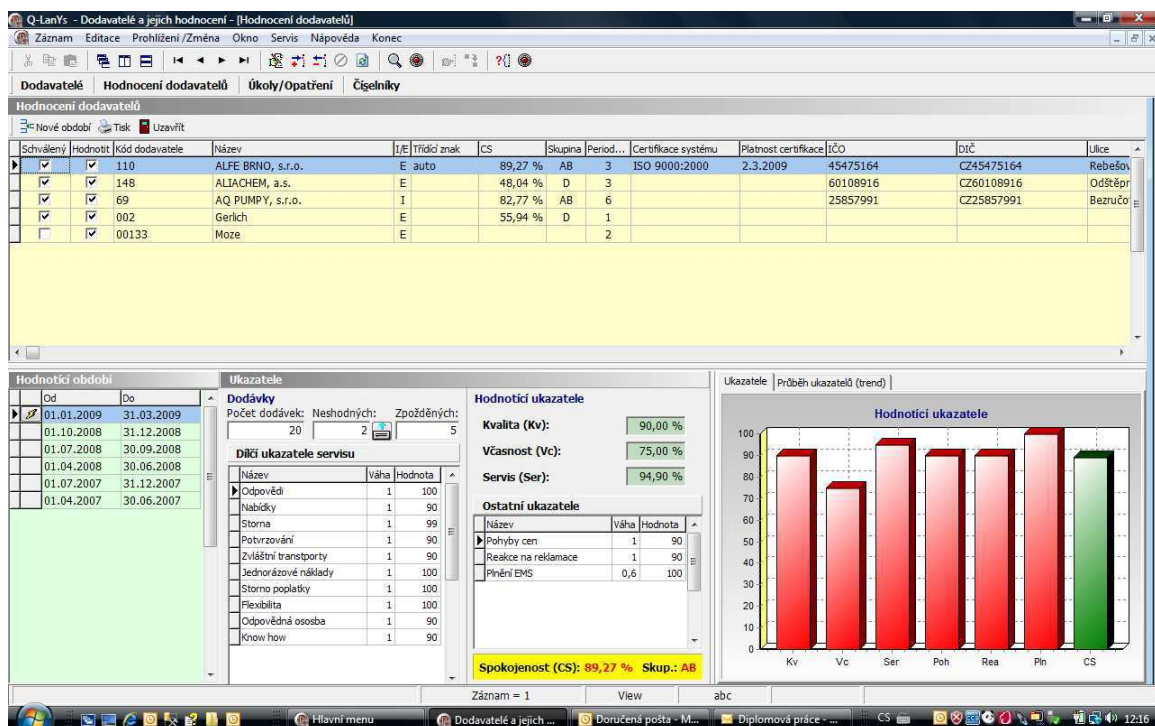 Q-LanYs - Dodavatelé a jejich hodnocení - [Hodnocení dodavatelů]
Záznam Editace Prohlížení/Změna Okno Servis Nápověda Konec
Dodavatelé Hodnocení dodavatelů Úkoly/Opatření Číselníky
Hodnocení dodavatelů
Nové období Tisk Uzavřít
Schválený Hodnotit Kód dodavatele Název I/E Třídící znak CS Skupina Period... Certifikace systému Platnost certifikace IČO DIČ Ulice
110 ALFE BRNO, s.r.o. E auto 89,27 % AB 3 ISO 9000:2000 2.3.2009 45475164 CZ45475164 Rebešov
148 ALIACHEM, a.s. E 48,04 % D 3 60108916 CZ60108916 Odštěpr
69 AQ PUMPY, s.r.o. I 82,77 % AB 6 25857991 CZ25857991 Bezručo
002 Gerlich E 55,94 % D 1
00133 Moze E 2
Hodnotící období
Od Do
01.01.2009 31.03.2009
01.10.2008 31.12.2008
01.07.2008 30.09.2008
01.04.2008 30.06.2008
01.07.2007 31.12.2007
01.04.2007 30.06.2007
Ukazatele
Dodávky
Počet dodávek: Neshodných: Zpožděných:
20 2 5
Dílčí ukazatele servisu
Název Váha Hodnota
Odpovědi 1 100
Nabídky 1 90
Storna 1 99
Potvrzování 1 90
Zvláštní transtporty 1 90
Jednorázové náklady 1 100
Storno poplatky 1 100
Flexibilita 1 100
Odpovědná ososba 1 90
Know how 1 90
Hodnotící ukazatele
Kvalita (Kv): 90,00 %
Včasnost (Vc): 75,00 %
Servis (Ser): 94,90 %
Ostatní ukazatele
Název Váha Hodnota
Pohyby cen 1 90
Reakce na reklamace 1 90
Plnění EMS 0,6 100
Spokojenost (CS): 89,27 % Skup.: AB
Ukazatele Průběh ukazatelů (trend)
Hodnotící ukazatele
100
90
80
70
60
50
40
30
20
10
0
Kv Vc Ser Poh Rea Pln CS
Záznam = 1 View abc
Hlavní menu Dodavatelé a jejich ... Doručená pošta - M... Diplomová práce - ... CS 12:16